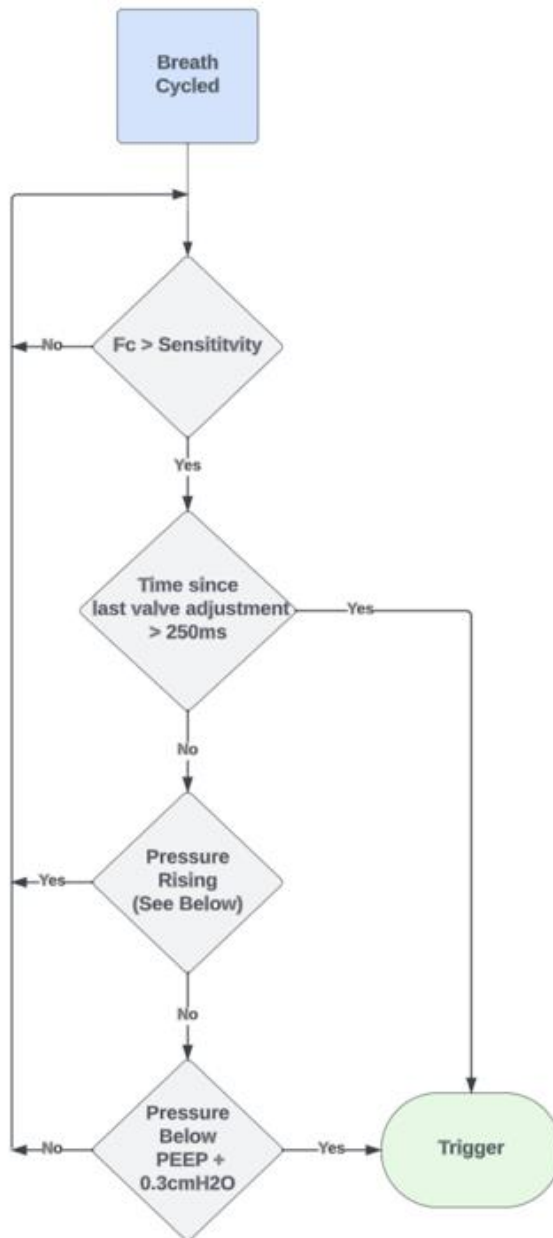 Breath
Cycled
Fc > Sensititvity
No
Yes
Time since
last valve adjustment
> 250ms
Yes
No
Pressure
Rising
(See Below)
Yes
No
Pressure
Below
PEEP +
0.3cmH2O
No
Yes
Trigger